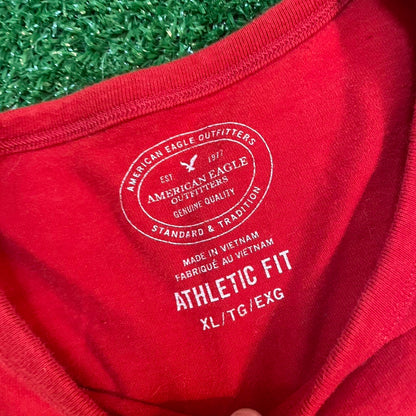 AMERICAN EAGLE OUTFITTERS
EST. 1977
AMERICAN EAGLE
OUTFITTERS
GENUINE QUALITY
STANDARD & TRADITION
MADE IN VIETNAM
FABRIQUÉ AU VIETNAM
ATHLETIC FIT
XL/TG/EXG